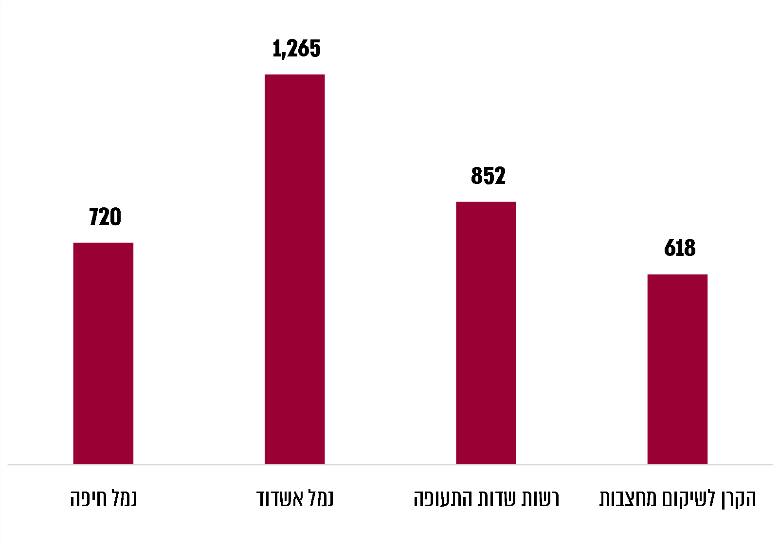 1,265
852
720
618
נמל חיפה
נמל אשדוד
רשות שדות התעופה
הקרן לשיקום מחצבות